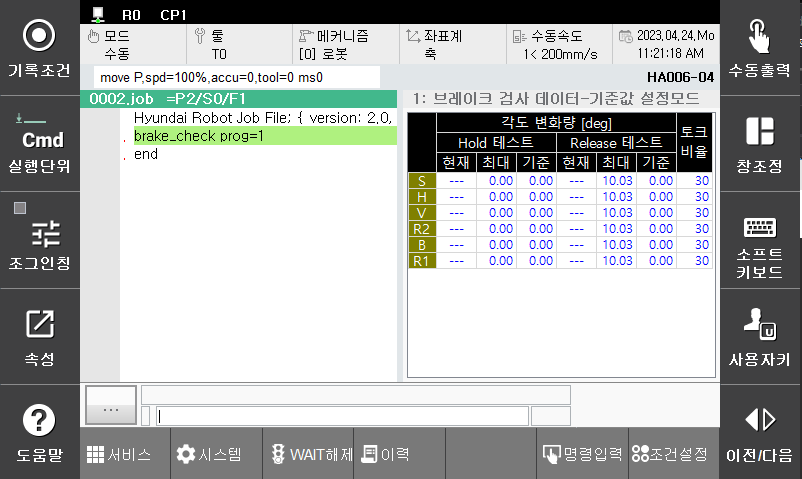 R0 CP1
모드
수동
툴
T0
메커니즘
[0] 로봇
좌표계
축
수동속도
1< 200mm/s
2023,04,24,Mo
11:21:18 AM
기록조건
수동출력
move P,spd=100%,accu=0,tool=0 ms0
HA006-04
0002.job =P2/S0/F1
1: 브레이크 검사 데이터-기준값 설정모드
Hyundai Robot Job File; { version: 2,0,
brake_check prog=1
end
각도 변화량 [deg] 토크 비율
Hold 테스트 Release 테스트
현재 최대 기준 현재 최대 기준
S --- 0.00 0.00 --- 10.03 0.00 30
H --- 0.00 0.00 --- 10.03 0.00 30
V --- 0.00 0.00 --- 10.03 0.00 30
R2 --- 0.00 0.00 --- 10.03 0.00 30
B --- 0.00 0.00 --- 10.03 0.00 30
R1 --- 0.00 0.00 --- 10.03 0.00 30
Cmd
실행단위
창조정
조그인칭
소프트
키보드
속성
사용자키
...
도움말
서비스
시스템
WAIT해제
이력
명령입력
조건설정
이전/다음